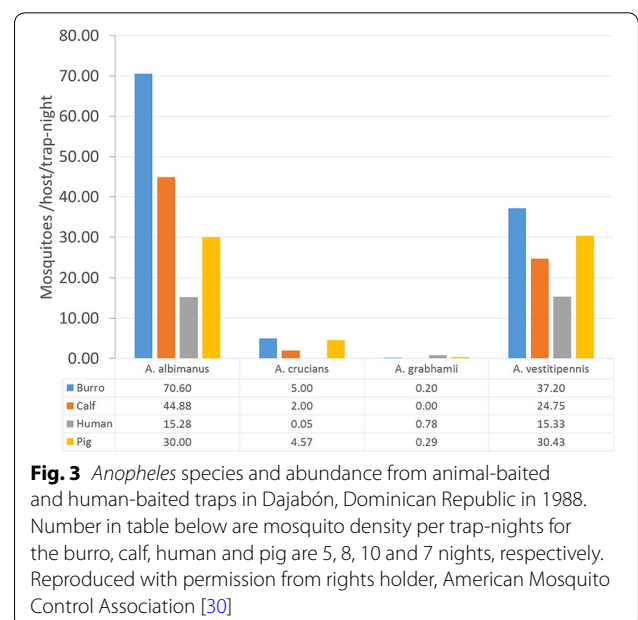 80.00
70.00
60.00
50.00
40.00
30.00
20.00
10.00
0.00
Mosquitoes /host/trap-night
A. albimanus A. crucians A. grabhamii A. vestitipennis
Burro 70.60 5.00 0.20 37.20
Calf 44.88 2.00 0.00 24.75
Human 15.28 0.05 0.78 15.33
Pig 30.00 4.57 0.29 30.43
Fig. 3 Anopheles species and abundance from animal-baited
and human-baited traps in Dajabón, Dominican Republic in 1988.
Number in table below are mosquito density per trap-nights for
the burro, calf, human and pig are 5, 8, 10 and 7 nights, respectively.
Reproduced with permission from rights holder, American Mosquito
Control Association [30]